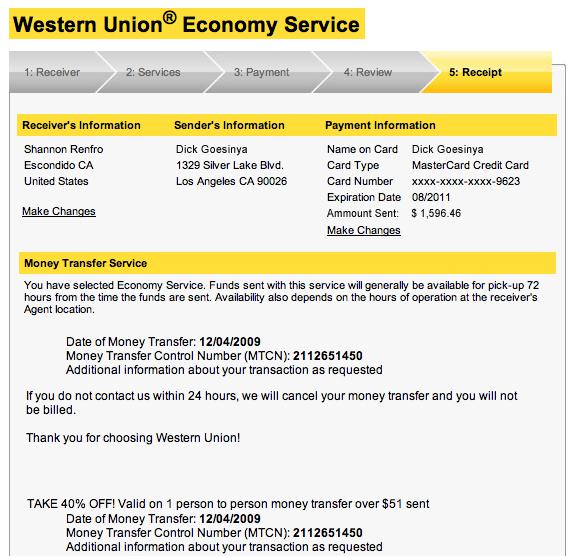 Western Union® Economy Service
1: Receiver 2: Services 3: Payment 4: Review 5: Receipt
Receiver's Information Sender's Information Payment Information
Shannon Renfro Dick Goesinya Name on Card Dick Goesinya
Escondido CA 1329 Silver Lake Blvd. Card Type MasterCard Credit Card
United States Los Angeles CA 90026 Card Number xxxx-xxxx-xxxx-9623
Expiration Date 08/2011
Make Changes Ammount Sent: $ 1,596.46
Make Changes
Money Transfer Service
You have selected Economy Service. Funds sent with this service will generally be available for pick-up 72
hours from the time the funds are sent. Availability also depends on the hours of operation at the receiver's
Agent location.
Date of Money Transfer: 12/04/2009
Money Transfer Control Number (MTCN): 2112651450
Additional information about your transaction as requested
If you do not contact us within 24 hours, we will cancel your money transfer and you will not
be billed.
Thank you for choosing Western Union!
TAKE 40% OFF! Valid on 1 person to person money transfer over $51 sent
Date of Money Transfer: 12/04/2009
Money Transfer Control Number (MTCN): 2112651450
Additional information about your transaction as requested